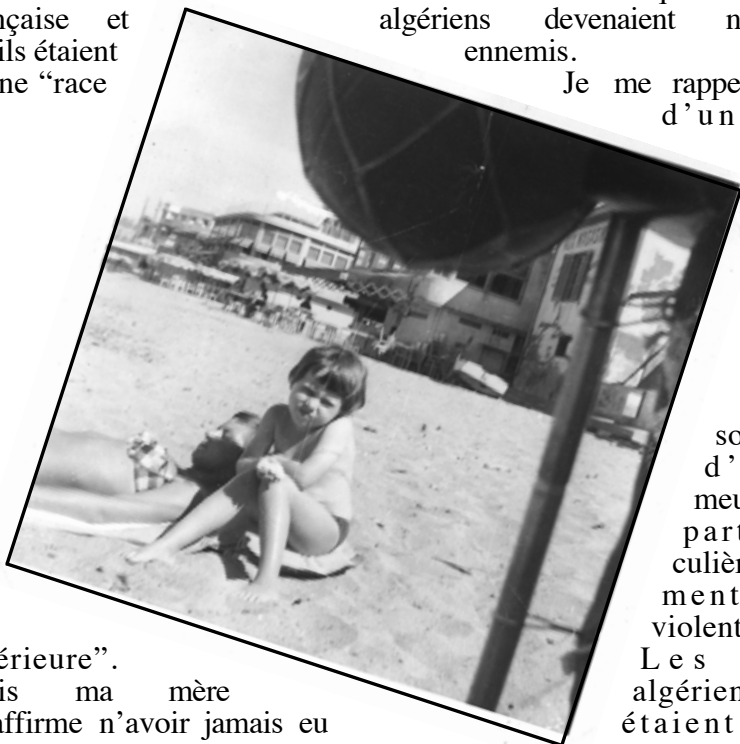 nçaise et
ils étaient
ne “race
érieure”.
is ma mère
affirme n’avoir jamais eu
algériens devenaient n
ennemis.
Je me rappe
d’un
so
d’
meu
part
culièr
ment
violent
Les
algérien
étaient